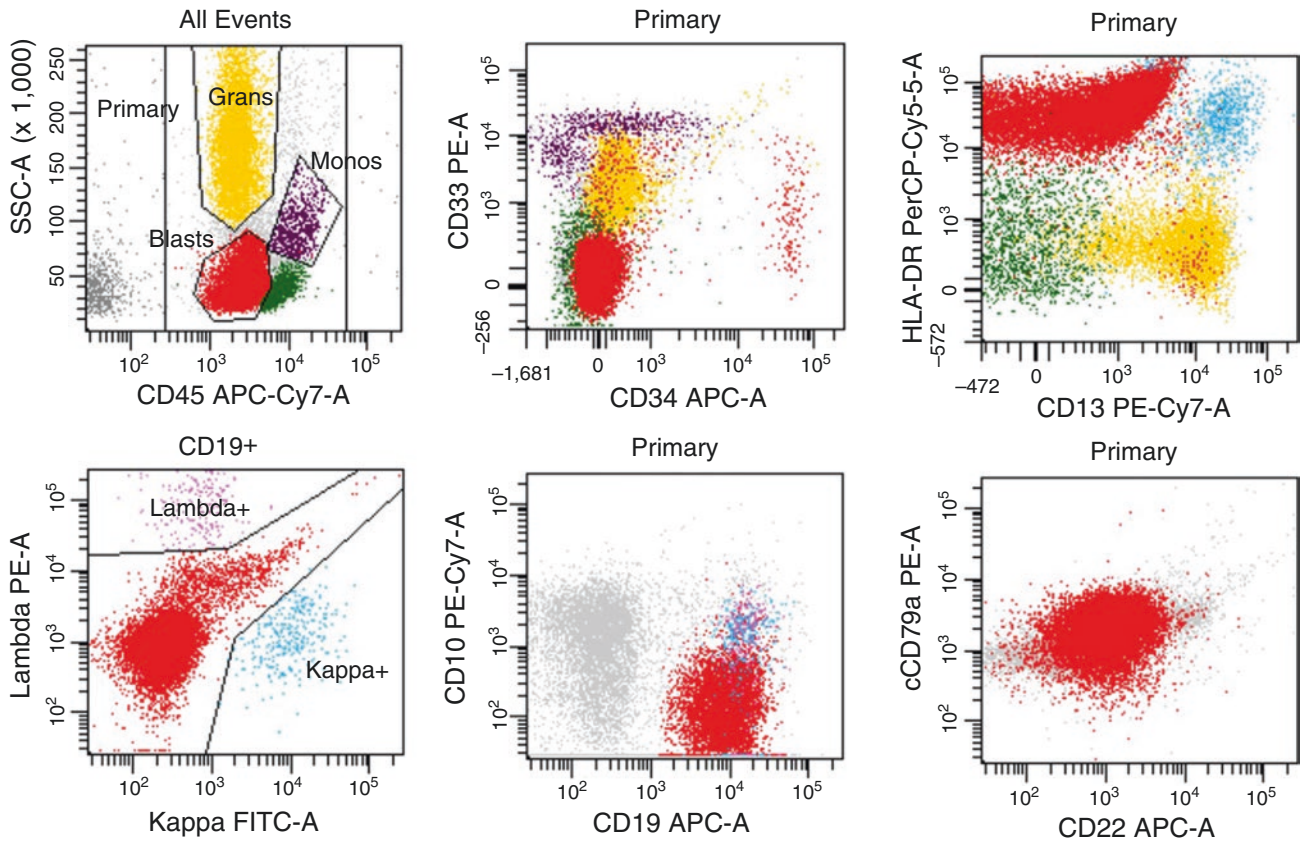 All Events
SSC-A (x 1,000)
250
200
150
100
50
Primary
Grans
Monos
Blasts
10²
10³
10⁴
10⁵
CD45 APC-Cy7-A
Primary
CD33 PE-A
10⁵
10⁴
10³
0
−256
−1,681
0
10³
10⁴
10⁵
CD34 APC-A
Primary
HLA-DR PerCP-Cy5-5-A
10⁵
10⁴
10³
0
−572
−472
0
10³
10⁴
10⁵
CD13 PE-Cy7-A
CD19+
Lambda PE-A
10⁵
10⁴
10³
10²
Lambda+
Kappa+
10²
10³
10⁴
10⁵
Kappa FITC-A
Primary
CD10 PE-Cy7-A
10⁵
10⁴
10³
10²
10²
10³
10⁴
10⁵
CD19 APC-A
Primary
cCD79a PE-A
10⁵
10⁴
10³
10²
10²
10³
10⁴
10⁵
CD22 APC-A